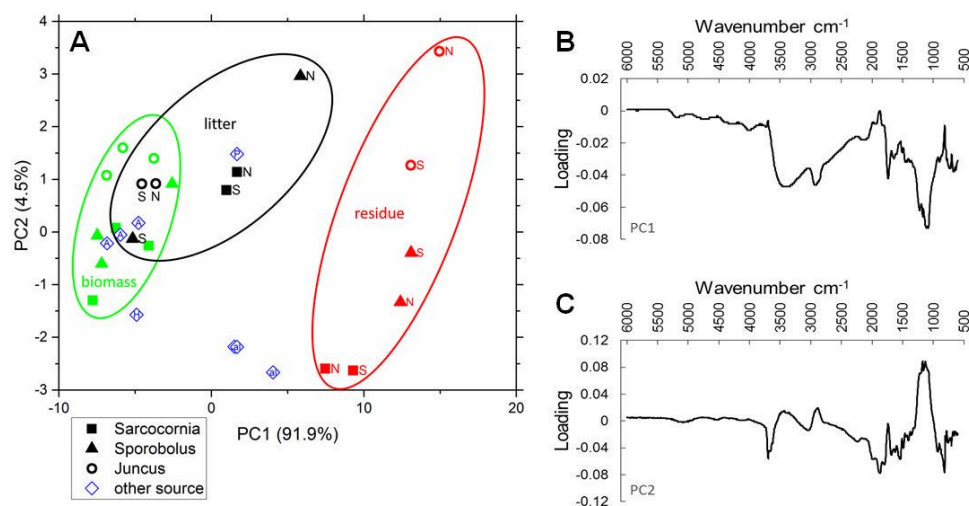 A
4
3
2
1
0
-1
-2
-3
PC2 (4.5%)
N
N
litter
P
N
S
S N
A
A
A
S
biomass
H
a
N
S
residue
S
N
N
S
-10
0
10
20
PC1 (91.9%)
Sarcocornia
Sporobolus
Juncus
other source
B
Wavenumber cm-1
6000 5500 5000 4500 4000 3500 3000 2500 2000 1500 1000 500
0.02
0
-0.02
-0.04
-0.06
-0.08
Loading
PC1
C
Wavenumber cm-1
6000 5500 5000 4500 4000 3500 3000 2500 2000 1500 1000 500
0.12
0.08
0.04
0.00
-0.04
-0.08
-0.12
Loading
PC2